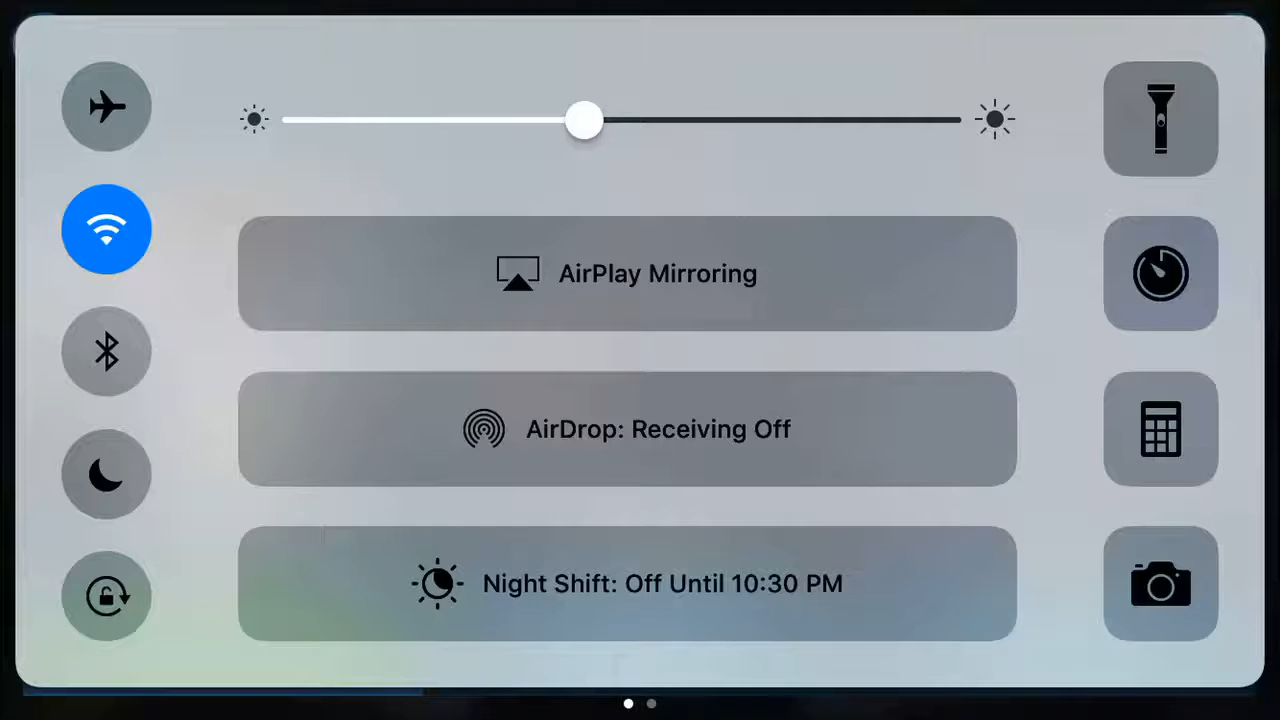 AirPlay Mirroring
AirDrop: Receiving Off
Night Shift: Off Until 10:30 PM